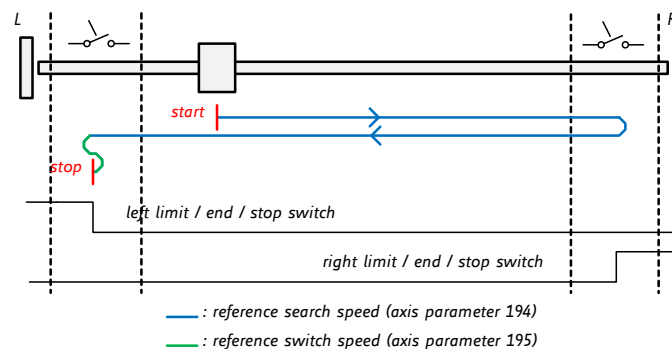 L
R
start
stop
left limit / end / stop switch
right limit / end / stop switch
: reference search speed (axis parameter 194)
: reference switch speed (axis parameter 195)